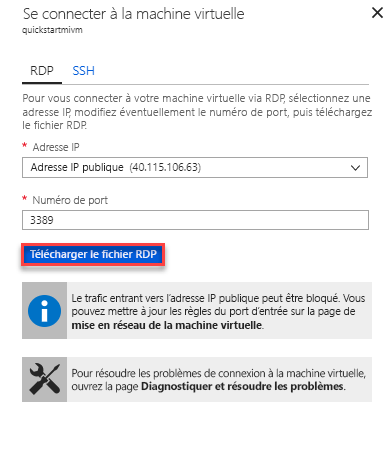 Se connecter à la machine virtuelle
quickstartmivm
RDP SSH
Pour vous connecter à votre machine virtuelle via RDP, sélectionnez une
adresse IP, modifiez éventuellement le numéro de port, puis téléchargez
le fichier RDP.
* Adresse IP
Adresse IP publique (40.115.106.63)
* Numéro de port
3389
Télécharger le fichier RDP
Le trafic entrant vers l'adresse IP publique peut être bloqué. Vous
pouvez mettre à jour les règles du port d'entrée sur la page de
mise en réseau de la machine virtuelle.
Pour résoudre les problèmes de connexion à la machine virtuelle,
ouvrez la page Diagnostiquer et résoudre les problèmes.